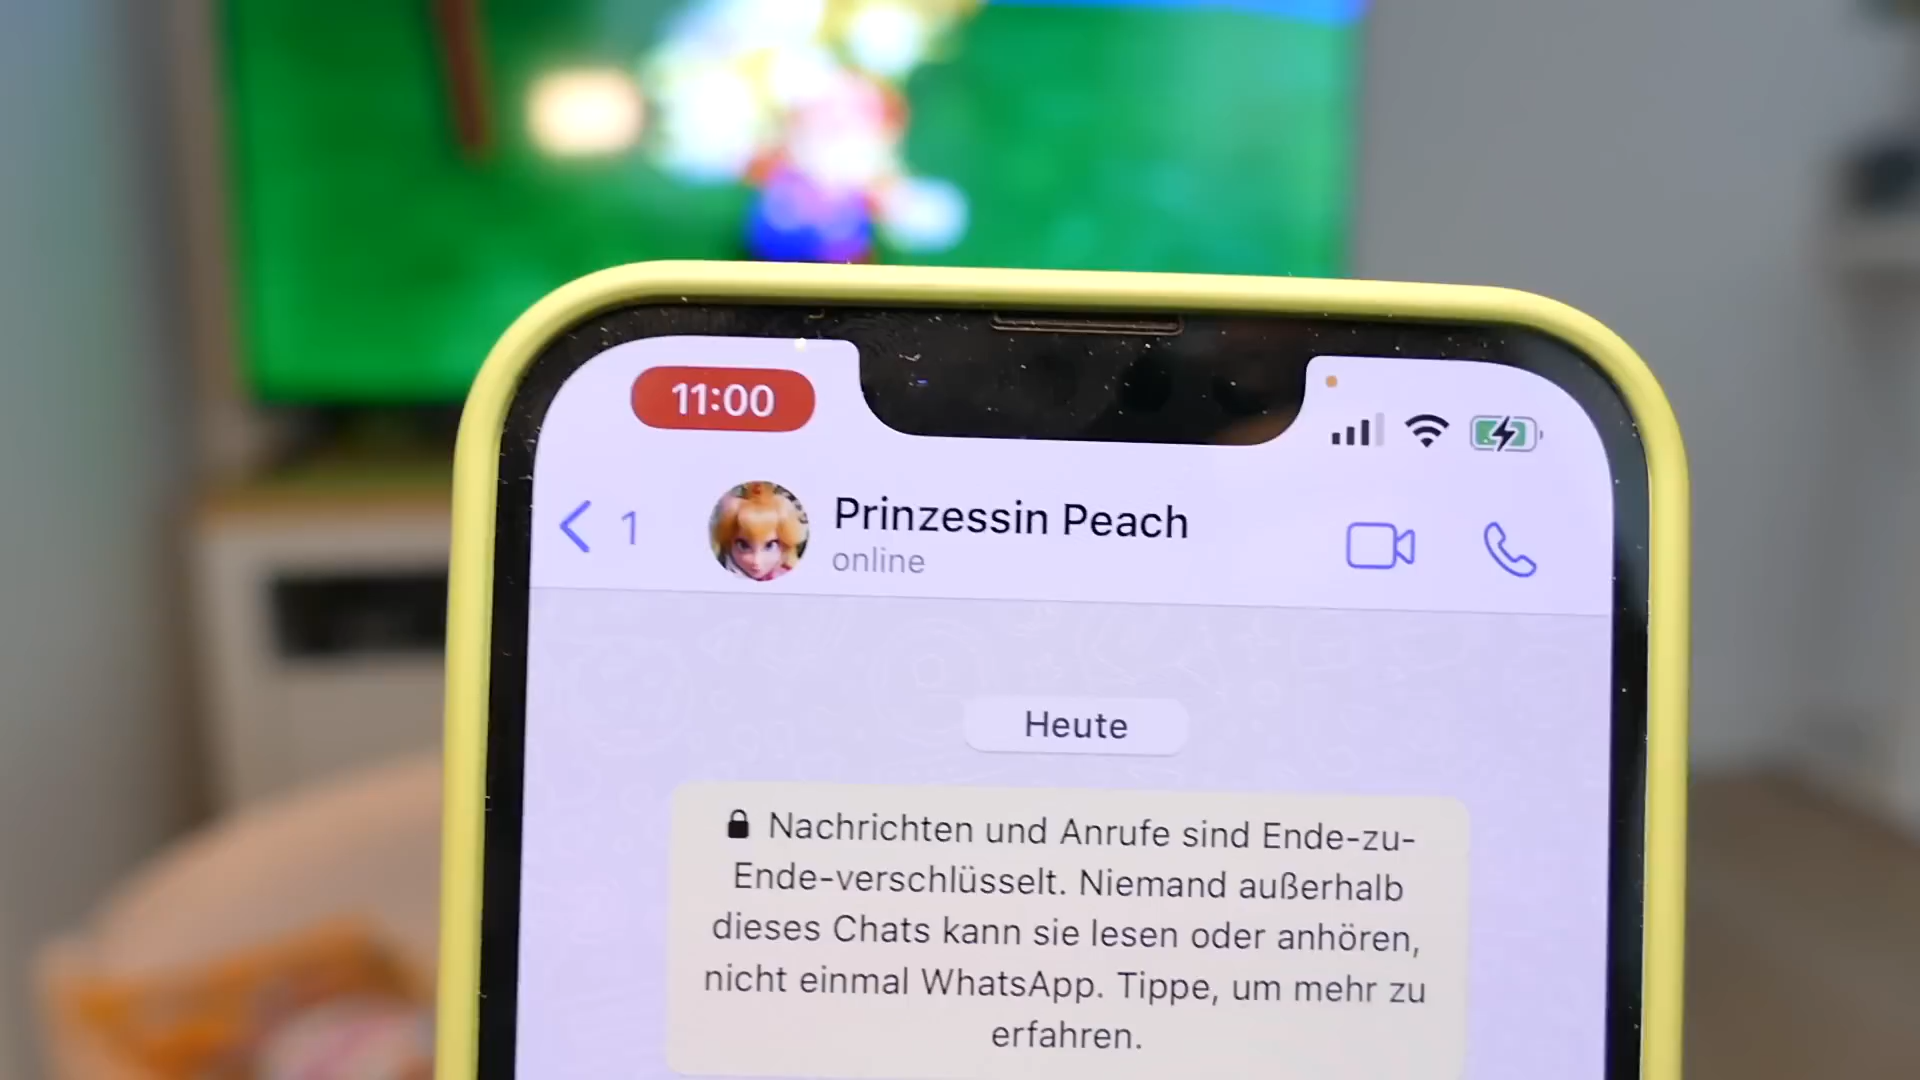 11:00
1
Prinzessin Peach
online
Heute
Nachrichten und Anrufe sind Ende-zu-
Ende-verschlüsselt. Niemand außerhalb
dieses Chats kann sie lesen oder anhören,
nicht einmal WhatsApp. Tippe, um mehr zu
erfahren.